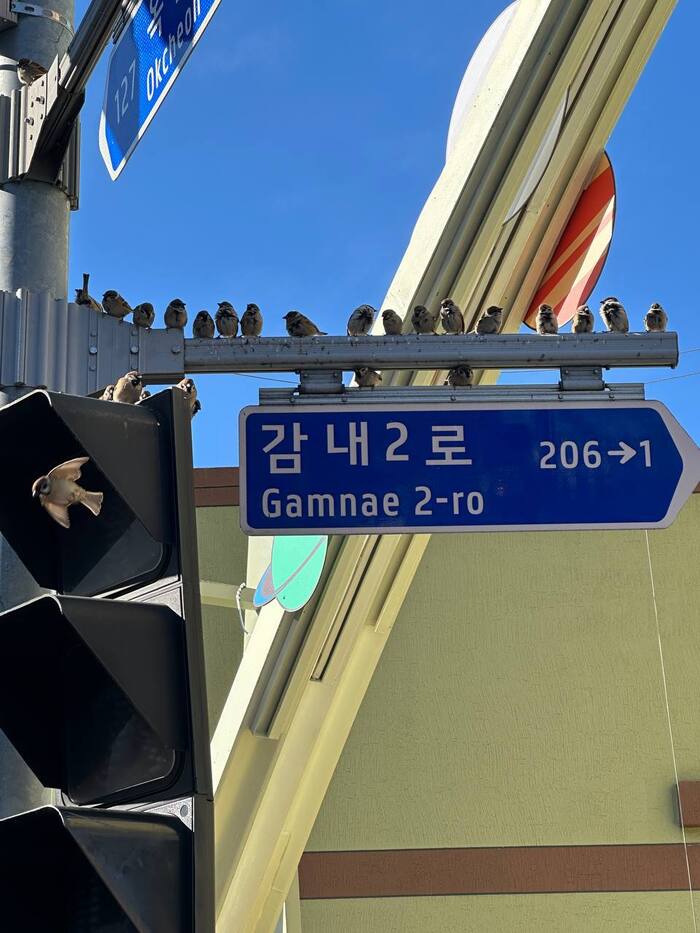 127 Okcheon
감내2로 206→1
Gamnae 2-ro